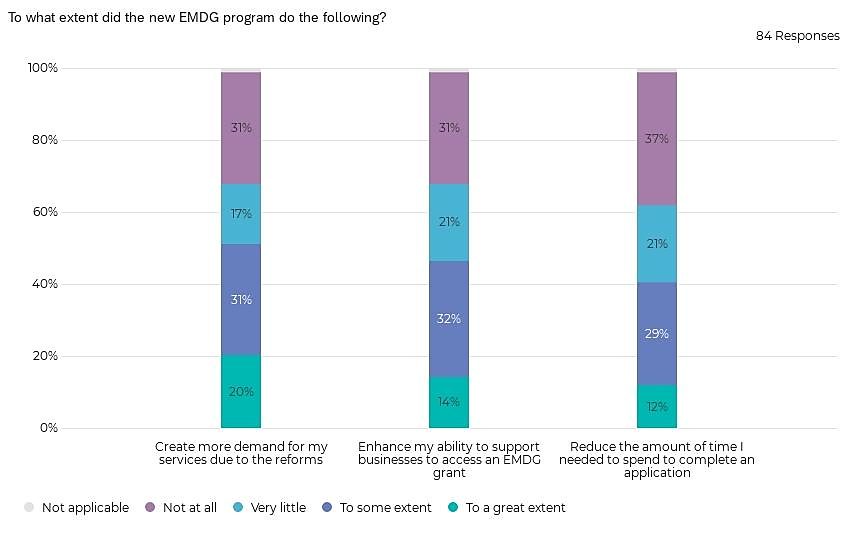 To what extent did the new EMDG program do the following?
84 Responses
100%
80%
60%
40%
20%
0%
31%
17%
31%
20%
31%
21%
32%
14%
37%
21%
29%
12%
Create more demand for my
services due to the reforms
Enhance my ability to support
businesses to access an EMDG
grant
Reduce the amount of time I
needed to spend to complete an
application
Not applicable
Not at all
Very little
To some extent
To a great extent